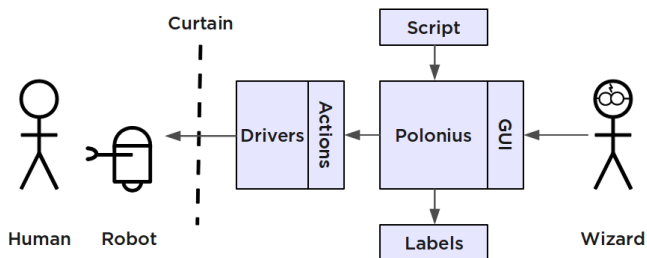 Curtain
Script
Drivers
Actions
Polonius
GUI
Human
Robot
Labels
Wizard